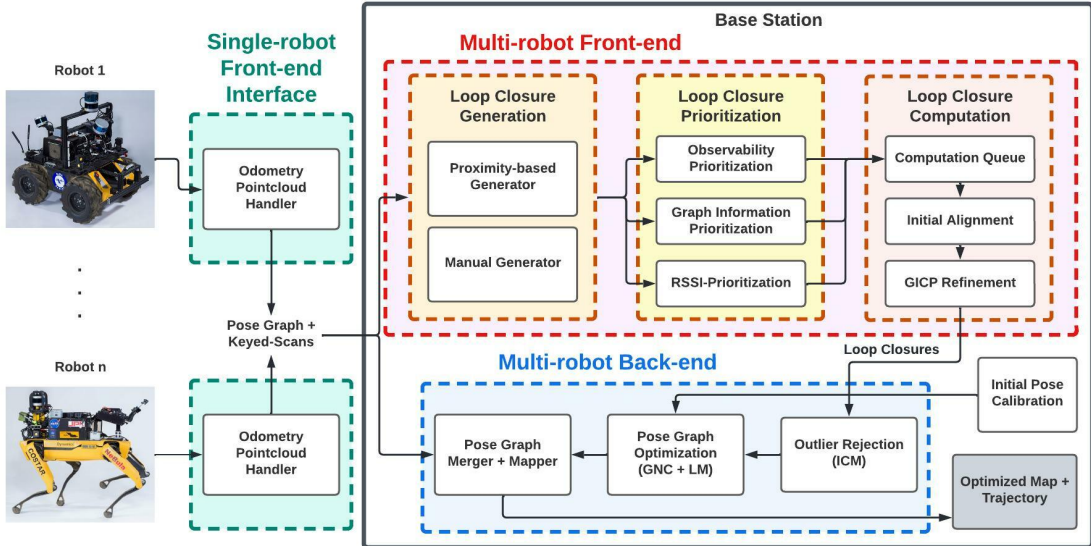 Base Station
Single-robot
Front-end
Interface
Multi-robot Front-end
Robot 1
Loop Closure
Generation
Loop Closure
Prioritization
Loop Closure
Computation
Odometry
Pointcloud
Handler
Proximity-based
Generator
Manual Generator
Observability
Prioritization
Graph Information
Prioritization
RSSI-Prioritization
Computation Queue
Initial Alignment
GICP Refinement
Pose Graph +
Keyed-Scans
Loop Closures
Multi-robot Back-end
Robot n
Odometry
Pointcloud
Handler
Pose Graph
Merger + Mapper
Pose Graph
Optimization
(GNC + LM)
Outlier Rejection
(ICM)
Initial Pose
Calibration
Optimized Map +
Trajectory
COSTAR